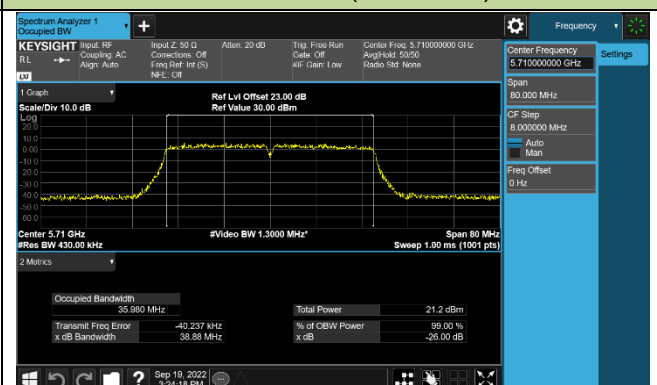 Spectrum Analyzer 1
Occupied BW
+
Frequency
KEYSIGHT
RL
Input: RF
Coupling: AC
Align: Auto
Input Z: 50 Ω
Corrections: Off
Freq Ref: Int (S)
NFE: Off
Atten: 20 dB
Trig: Free Run
Gate: Off
#IF Gain: Low
Center Freq: 5.710000000 GHz
Avg|Hold: 50/50
Radio Std: None
LXI
Center Frequency
5.710000000 GHz
Settings
Span
80.000 MHz
CF Step
8.000000 MHz
Auto
Man
Freq Offset
0 Hz
1 Graph
Scale/Div 10.0 dB
Ref Lvl Offset 23.00 dB
Ref Value 30.00 dBm
Log
20.0
10.0
0.00
-10.0
-20.0
-30.0
-40.0
-50.0
-60.0
Center 5.71 GHz
#Res BW 430.00 kHz
#Video BW 1.3000 MHz*
Span 80 MHz
Sweep 1.00 ms (1001 pts)
2 Metrics
Occupied Bandwidth
35.980 MHz
Total Power 21.2 dBm
Transmit Freq Error -40.237 kHz
% of OBW Power 99.00 %
x dB Bandwidth 38.88 MHz
x dB -26.00 dB
?
Sep 19, 2022
3:24:18 PM